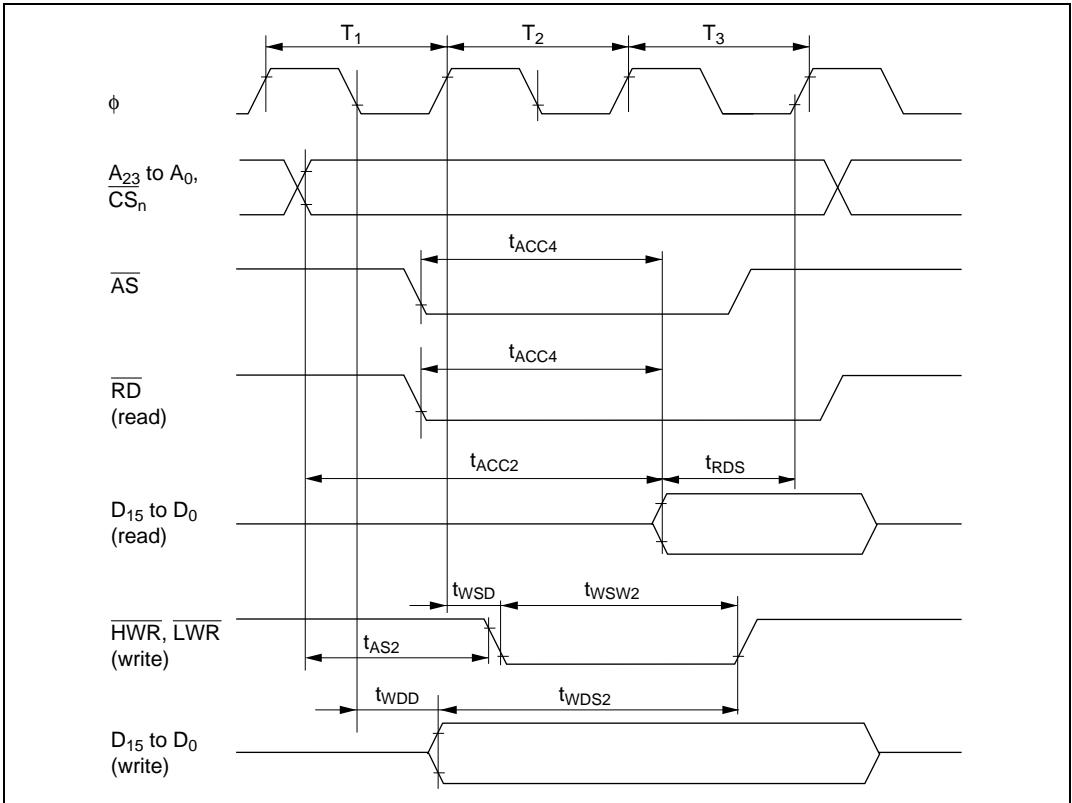 T1 T2 T3
ϕ
A23 to A0,
CSn
tACC4
AS
tACC4
RD
(read)
tACC2 tRDS
D15 to D0
(read)
tWSD tWSW2
HWR, LWR
(write)
tAS2
tWDD tWDS2
D15 to D0
(write)